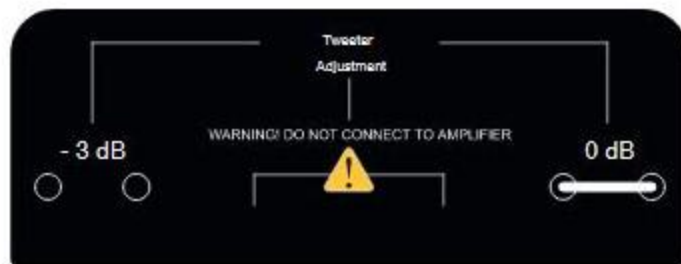 Tweeter
Adjustment
WARNING! DO NOT CONNECT TO AMPLIFIER
- 3 dB
0 dB